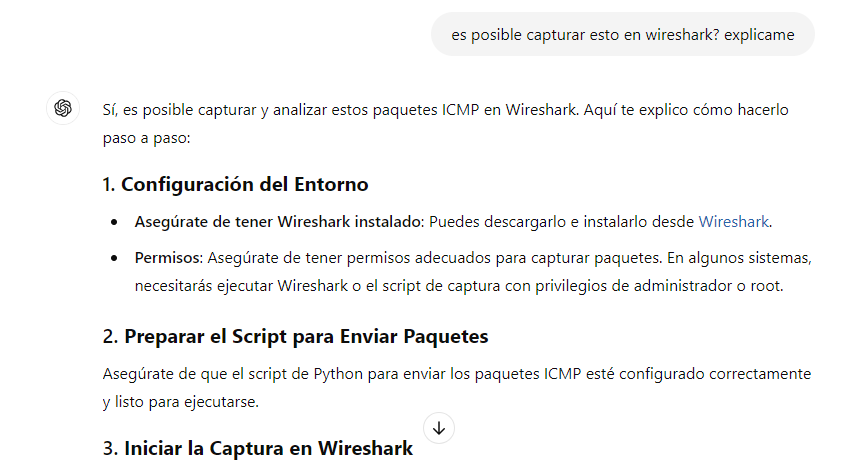 es posible capturar esto en wireshark? explicame
Sí, es posible capturar y analizar estos paquetes ICMP en Wireshark. Aquí te explico cómo hacerlo
paso a paso:
1. Configuración del Entorno
• Asegúrate de tener Wireshark instalado: Puedes descargarlo e instalarlo desde Wireshark.
• Permisos: Asegúrate de tener permisos adecuados para capturar paquetes. En algunos sistemas,
necesitarás ejecutar Wireshark o el script de captura con privilegios de administrador o root.
2. Preparar el Script para Enviar Paquetes
Asegúrate de que el script de Python para enviar los paquetes ICMP esté configurado correctamente
y listo para ejecutarse.
3. Iniciar la Captura en Wireshark